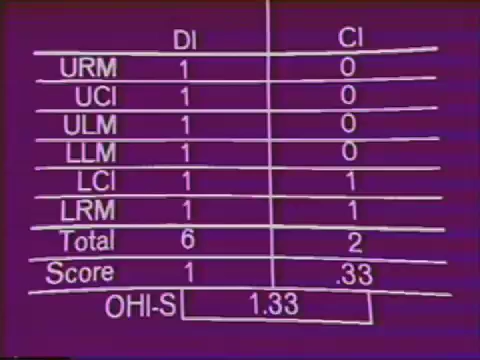 DI CI
URM 1 0
UCI 1 0
ULM 1 0
LLM 1 0
LCI 1 1
LRM 1 1
Total 6 2
Score 1 .33
OHI-S 1.33